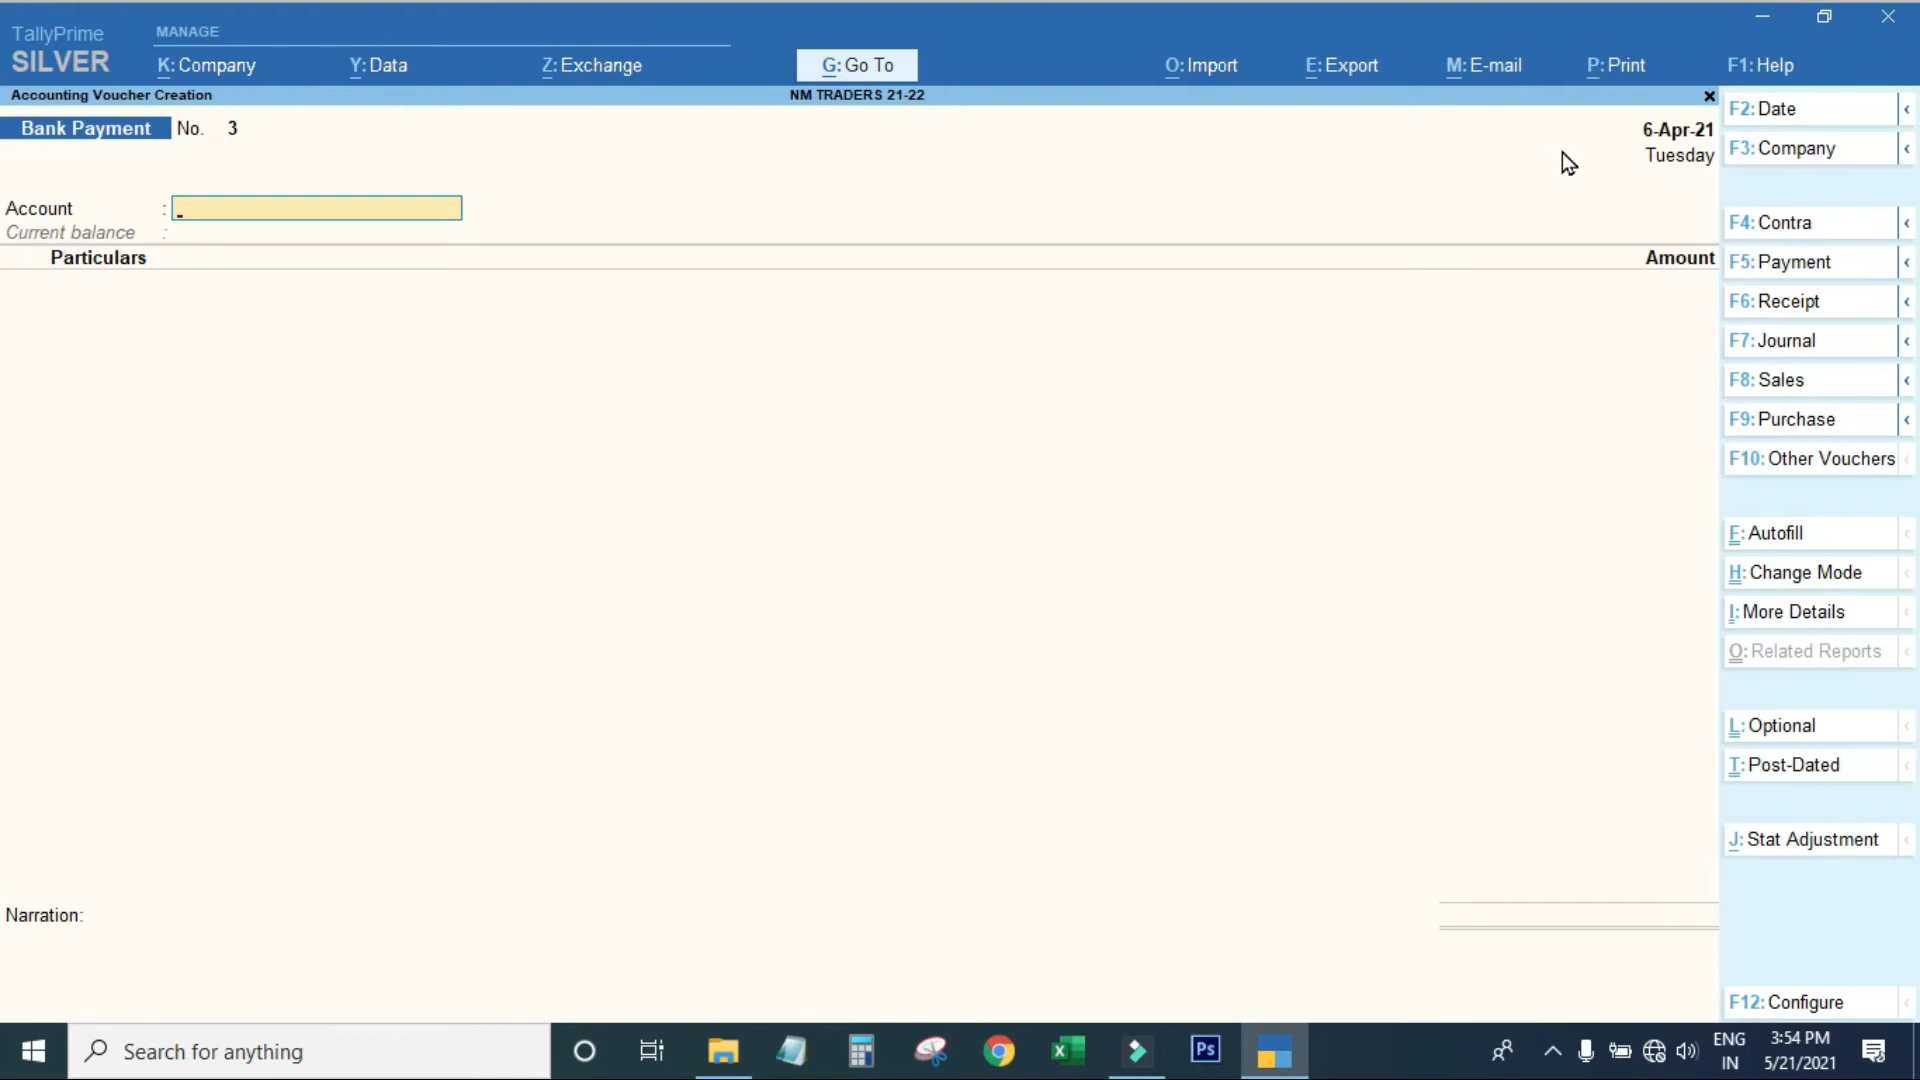 TallyPrime
SILVER
MANAGE
K: Company
Y: Data
Z: Exchange
G: Go To
O: Import
E: Export
M: E-mail
P: Print
F1: Help
Accounting Voucher Creation
NM TRADERS 21-22
Bank Payment No. 3
6-Apr-21
Tuesday
Account :
Current balance :
Particulars Amount
Narration:
F2: Date
F3: Company
F4: Contra
F5: Payment
F6: Receipt
F7: Journal
F8: Sales
F9: Purchase
F10: Other Vouchers
F: Autofill
H: Change Mode
I: More Details
O: Related Reports
L: Optional
T: Post-Dated
J: Stat Adjustment
F12: Configure
Search for anything
Ps
ENG
IN
3:54 PM
5/21/2021